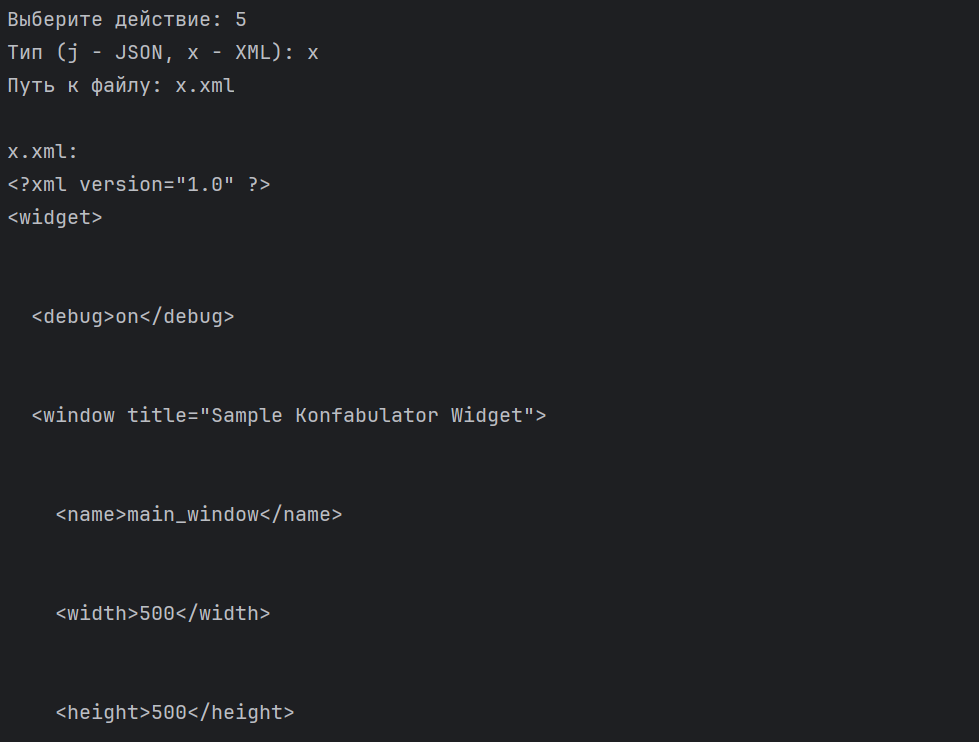 Выберите действие: 5
Тип (j - JSON, x - XML): x
Путь к файлу: x.xml
x.xml:
<?xml version="1.0" ?>
<widget>
<debug>on</debug>
<window title="Sample Konfabulator Widget">
<name>main_window</name>
<width>500</width>
<height>500</height>